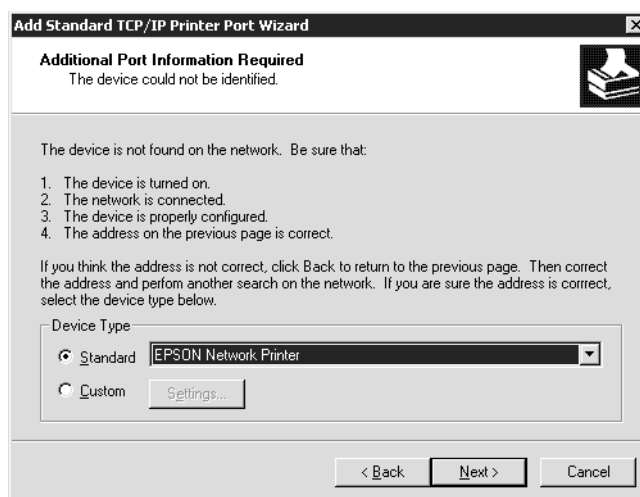 Add Standard TCP/IP Printer Port Wizard
Additional Port Information Required
The device could not be identified.
The device is not found on the network. Be sure that:
1. The device is turned on.
2. The network is connected.
3. The device is properly configured.
4. The address on the previous page is correct.
If you think the address is not correct, click Back to return to the previous page. Then correct
the address and perfom another search on the network. If you are sure the address is corrrect,
select the device type below.
Device Type
Standard EPSON Network Printer
Custom Settings...
< Back Next > Cancel